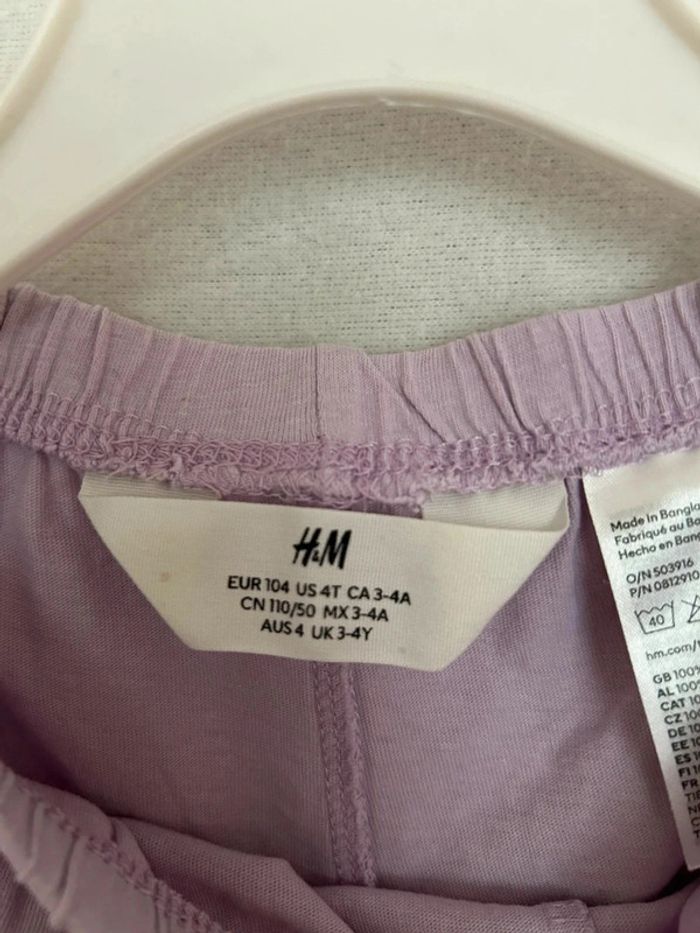 H&M
EUR 104 US 4T CA 3-4A
CN 110/50 MX 3-4A
AUS 4 UK 3-4Y
Made in Bangla
Fabriqué au Ba
Hecho en Bang
O/N 503916
P/N 0812910
40
hm.com/
GB 100%
AL 100%
CAT 10
CZ 100
DE 10
EE 10
ES 1
FI 1
FR